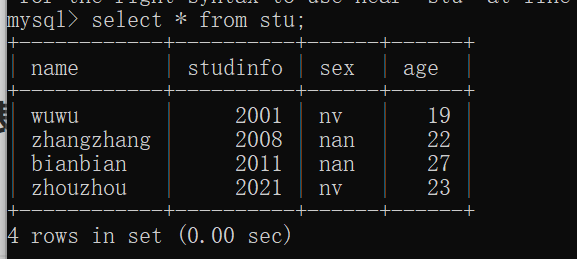 for the right syntax to use near 'stu' at line
mysql> select * from stu;
+------------+----------+------+------+
| name       | studinfo | sex  | age  |
+------------+----------+------+------+
| wuwu       |     2001 | nv   |   19 |
| zhangzhang |     2008 | nan  |   22 |
| bianbian   |     2011 | nan  |   27 |
| zhouzhou   |     2021 | nv   |   23 |
+------------+----------+------+------+
4 rows in set (0.00 sec)